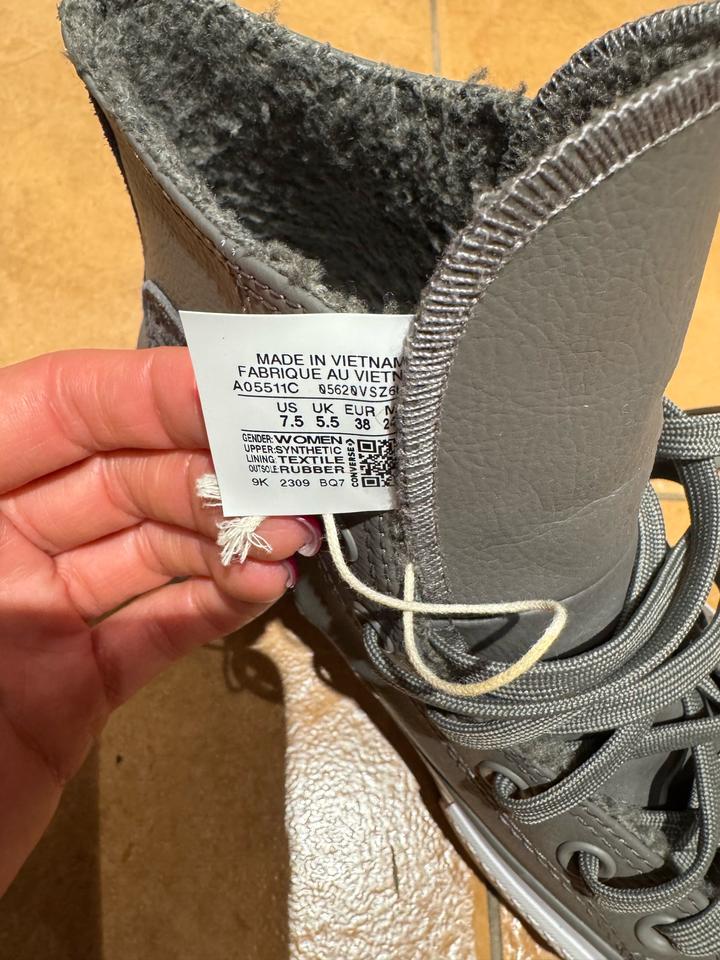 MADE IN VIETNAM
FABRIQUE AU VIETN
A05511C 05620VSZ6
US UK EUR
7.5 5.5 38
GENDER: WOMEN
UPPER: SYNTHETIC
LINING: TEXTILE
OUTSOLE: RUBBER
CONVERSE
9K 2309 BQ7